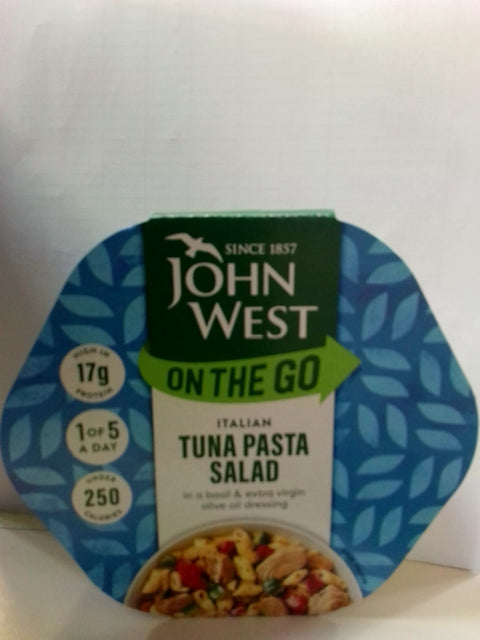 SINCE 1857
JOHN
WEST
ON THE GO
ITALIAN
TUNA PASTA
SALAD
in a basil & extra virgin
olive oil dressing
HIGH IN
17g
PROTEIN
1 OF 5
A DAY
UNDER
250
CALORIES